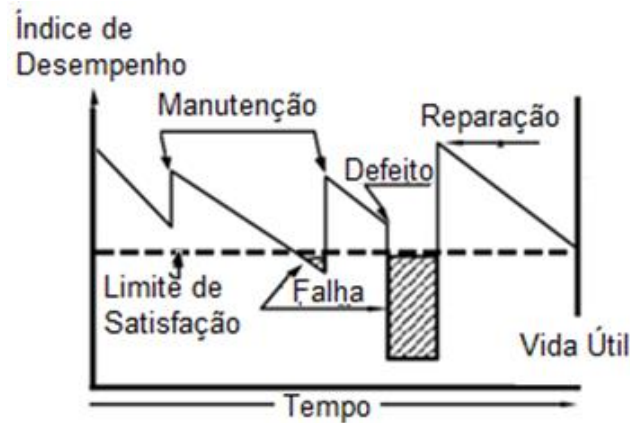 Índice de
Desempenho
Manutenção
Reparação
Defeito
Limite de
Satisfação
Falha
Vida Útil
Tempo